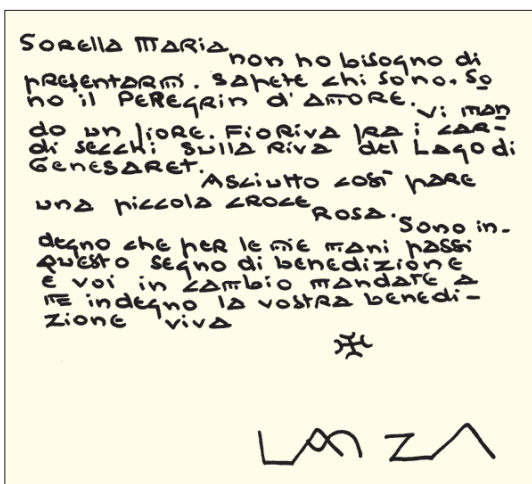 Sorella Maria
non ho bisogno di
presentarmi. Sapete chi sono. So
no il Peregrin d'Amore.
Vi man
do un fiore. Fioriva fra i car-
di secchi sulla riva del Lago di
Genesaret.
Asciutto così pare
una piccola croce
rosa.
Sono in-
degno che per le mie mani passi
questo segno di benedizione
e voi in cambio mandate a
me indegno la vostra benedi-
zione viva
LANZA